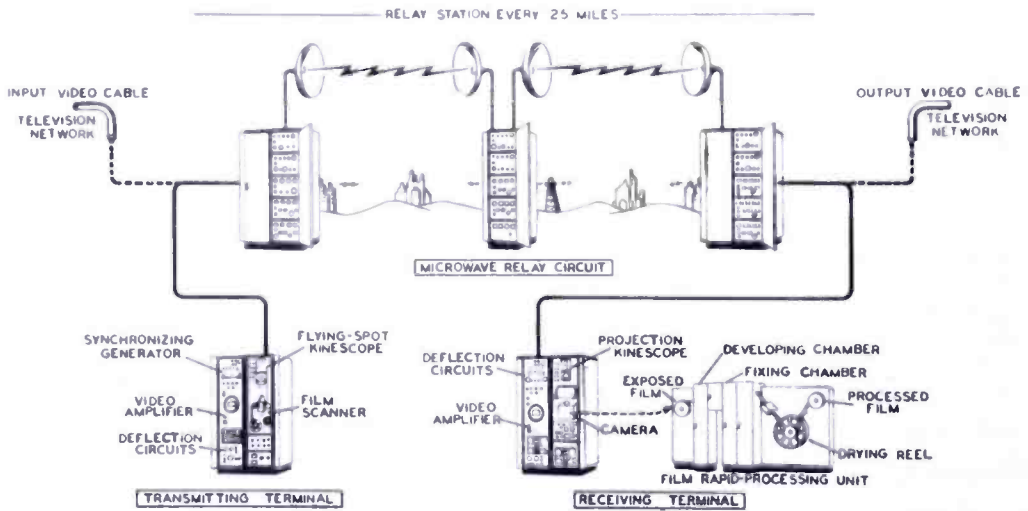 RELAY STATION EVERY 25 MILES
INPUT VIDEO CABLE
TELEVISION
NETWORK
OUTPUT VIDEO CABLE
TELEVISION
NETWORK
MICROWAVE RELAY CIRCUIT
SYNCHRONIZING
GENERATOR
FLYING-SPOT
KINESCOPE
VIDEO
AMPLIFIER
FILM
SCANNER
DEFLECTION
CIRCUITS
TRANSMITTING TERMINAL
DEFLECTION
CIRCUITS
PROJECTION
KINESCOPE
VIDEO
AMPLIFIER
CAMERA
EXPOSED
FILM
DEVELOPING CHAMBER
FIXING CHAMBER
PROCESSED
FILM
DRYING REEL
FILM RAPID-PROCESSING UNIT
RECEIVING TERMINAL